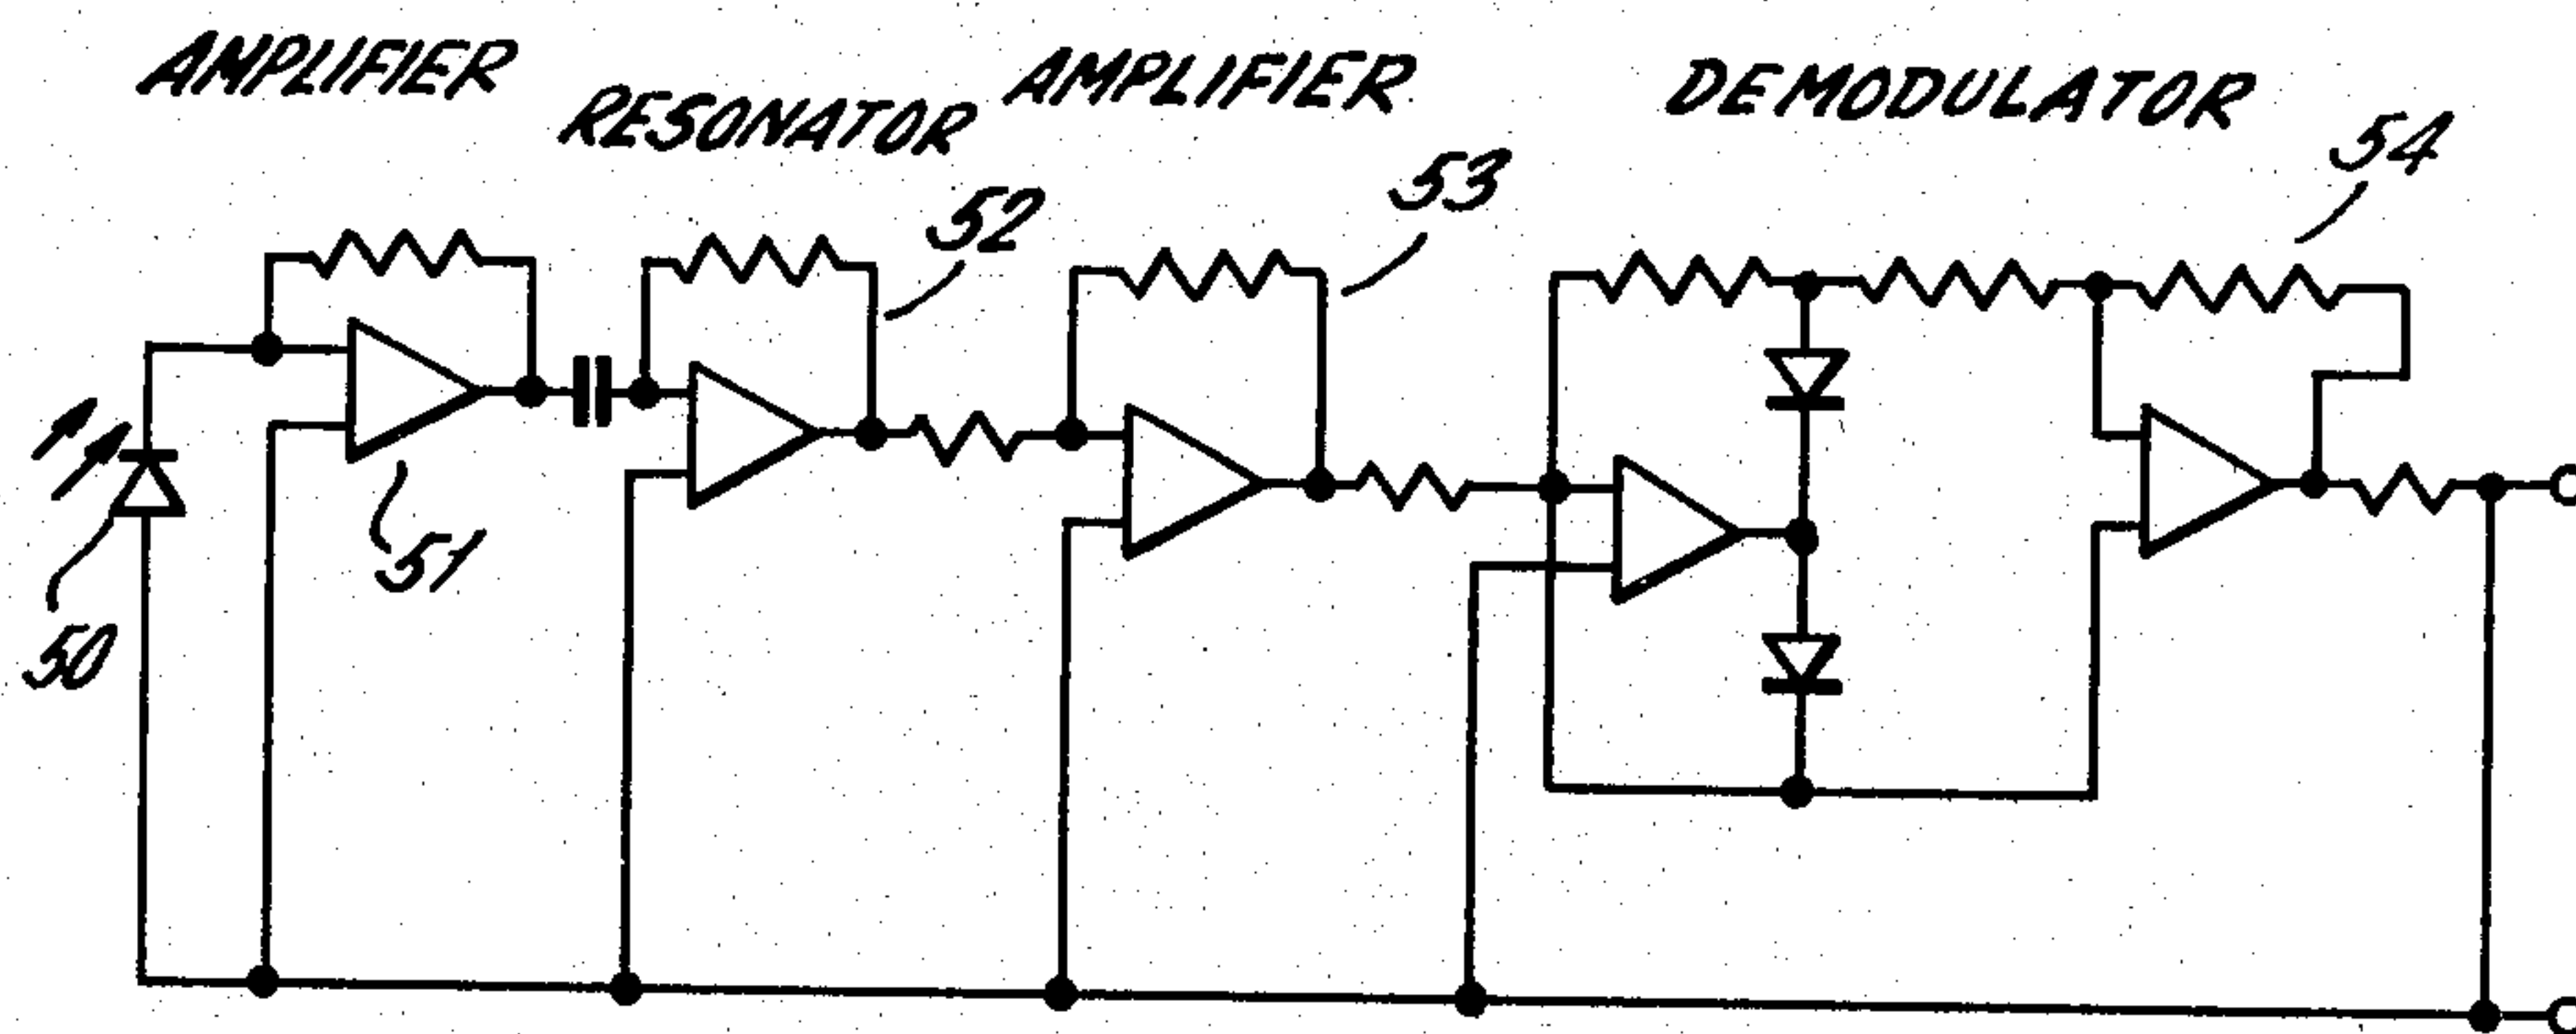 AMPLIFIER
RESONATOR
AMPLIFIER
DEMODULATOR
52
53
54
51
50